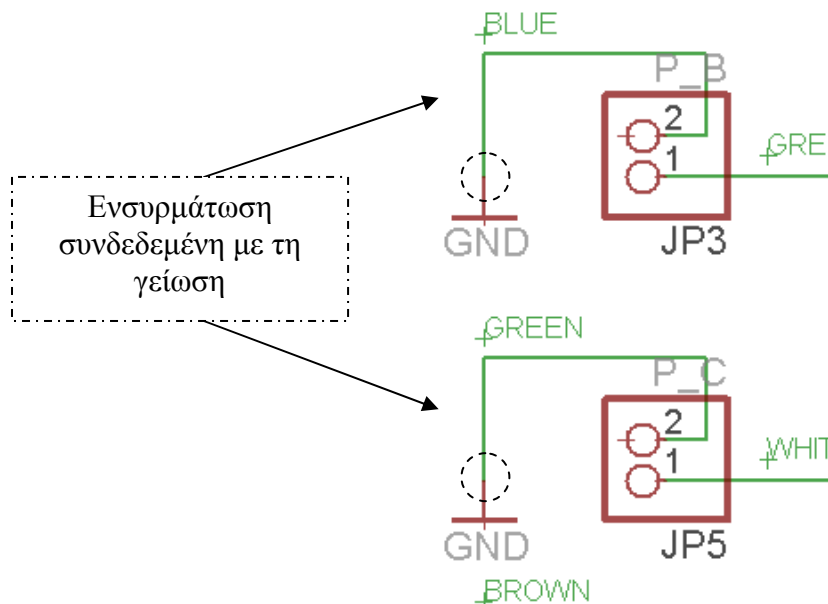 BLUE
P_B
2
1
GRE
GND
JP3
Ενσυρμάτωση
συνδεδεμένη με τη
γείωση
GREEN
P_C
2
1
WHIT
GND
JP5
BROWN